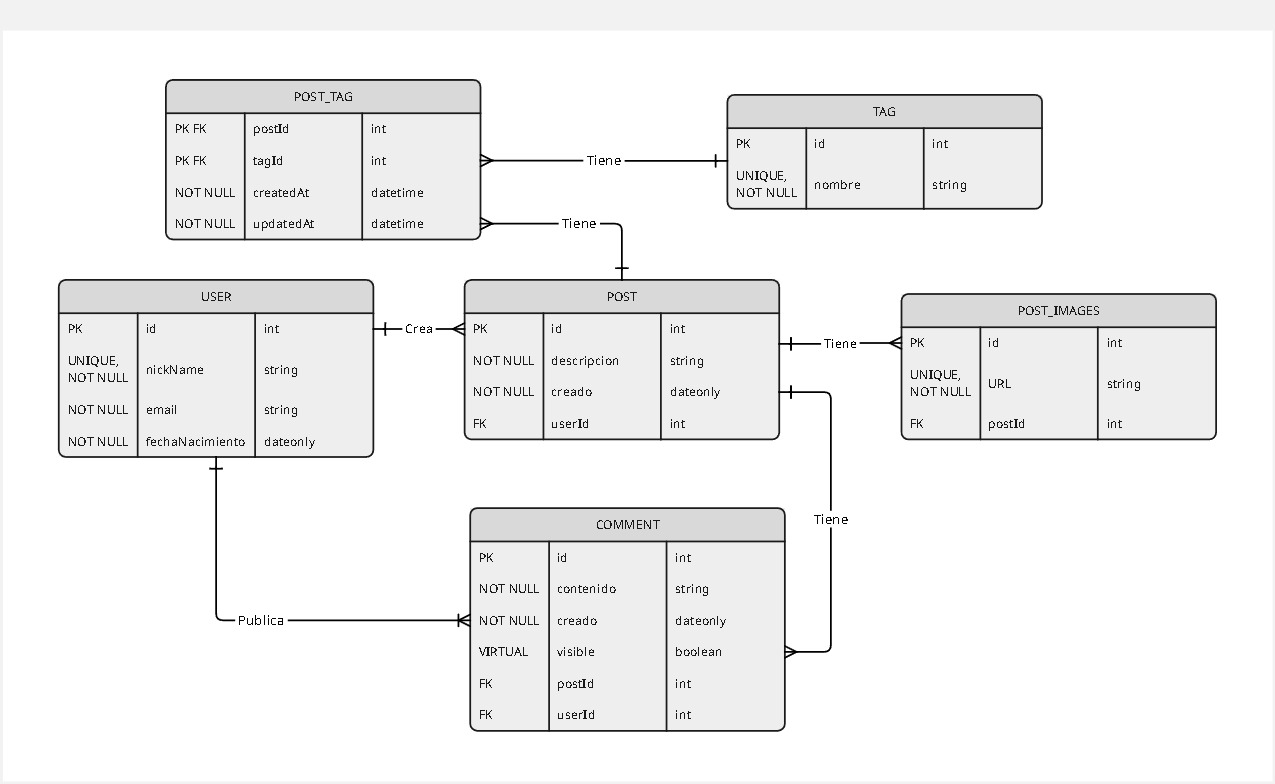 POST_TAG
PK FK postId int
PK FK tagId int
NOT NULL createdAt datetime
NOT NULL updatedAt datetime
Tiene
TAG
PK id int
UNIQUE,
NOT NULL nombre string
Tiene
USER
PK id int
UNIQUE,
NOT NULL nickName string
NOT NULL email string
NOT NULL fechaNacimiento dateonly
Crea
POST
PK id int
NOT NULL descripcion string
NOT NULL creado dateonly
FK userId int
Tiene
POST_IMAGES
PK id int
UNIQUE,
NOT NULL URL string
FK postId int
Tiene
Publica
COMMENT
PK id int
NOT NULL contenido string
NOT NULL creado dateonly
VIRTUAL visible boolean
FK postId int
FK userId int